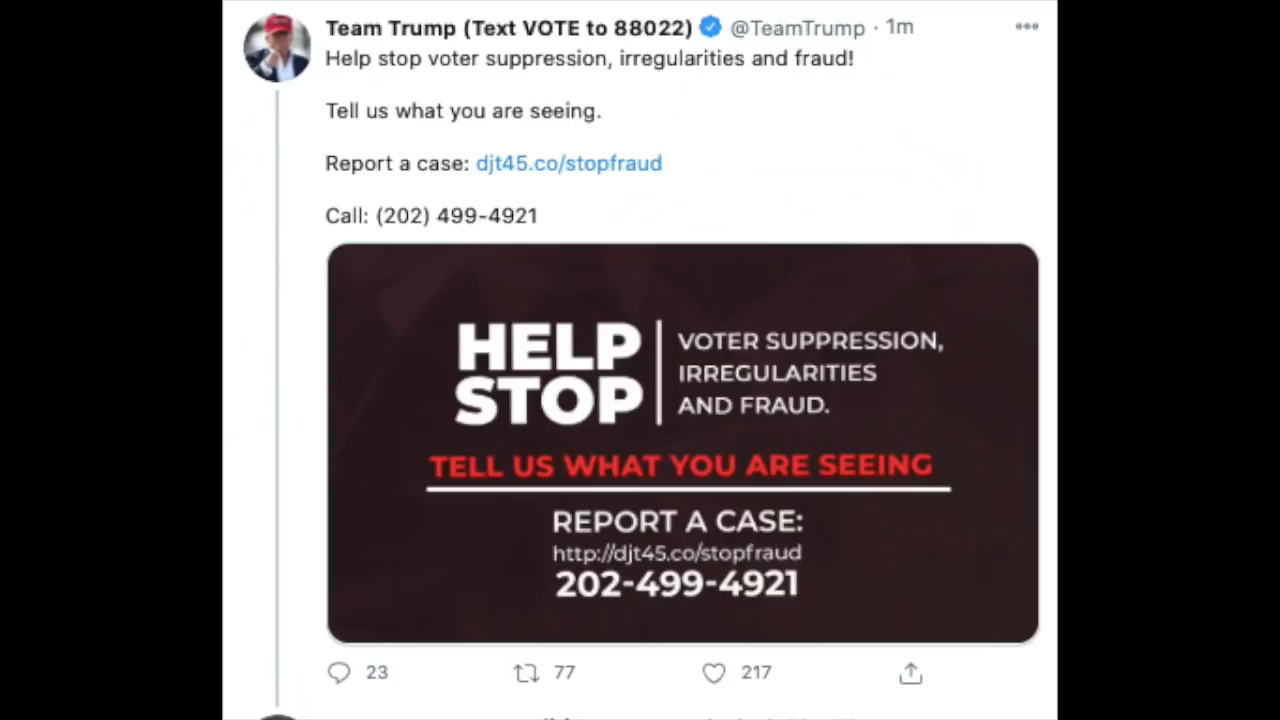 Team Trump (Text VOTE to 88022) @TeamTrump · 1m
Help stop voter suppression, irregularities and fraud!
Tell us what you are seeing.
Report a case: djt45.co/stopfraud
Call: (202) 499-4921
HELP
STOP
VOTER SUPPRESSION,
IRREGULARITIES
AND FRAUD.
TELL US WHAT YOU ARE SEEING
REPORT A CASE:
http://djt45.co/stopfraud
202-499-4921
23 77 217